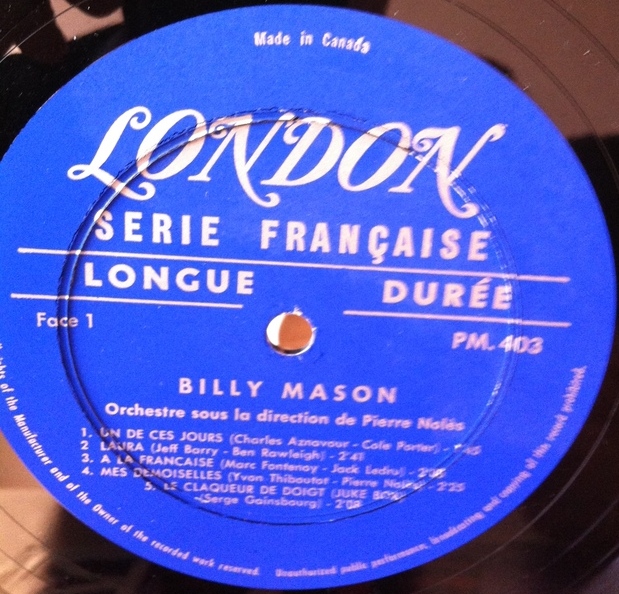 Made in Canada
LONDON
SERIE FRANÇAISE
LONGUE DURÉE
Face 1
PM. 403
BILLY MASON
Orchestre sous la direction de Pierre Nolès
1. UN DE CES JOURS (Charles Aznavour - Cole Porter) -
2 LAURA (Jeff Barry - Ben Rawleigh) - 2'41
3. A LA FRANCAISE (Marc Fontenoy - Jack Ledru) -
4. MES DEMOISELLES (Yvan Thiboutot - Pierre Nolès) - 2'25
5. LE CLAQUEUR DE DOIGT (JUKE BOX)
(Serge Gainsbourg) - 2'08
of the Manufacturer and of the Owner of the recorded work reserved. Unauthorized public performance, broadcasting and copying of this record prohibited.